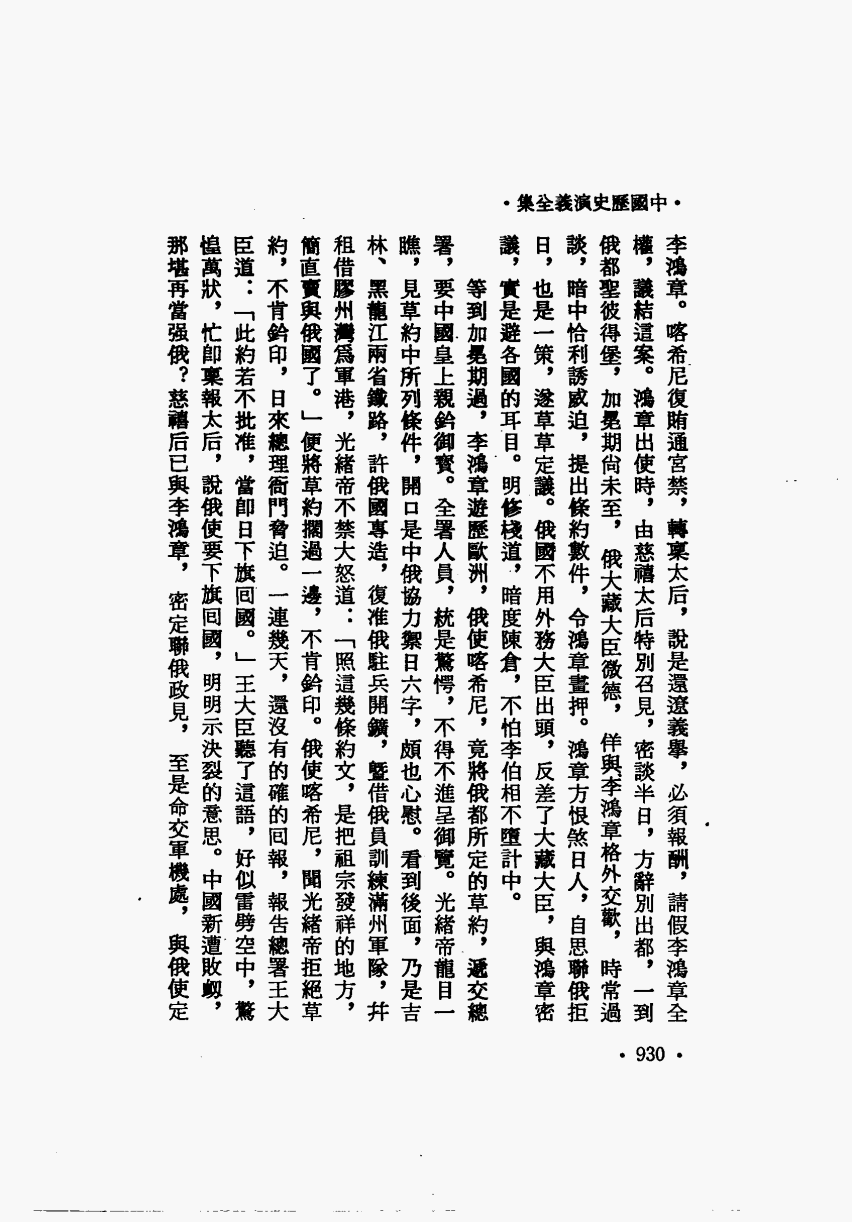 ·中國歷史演義全集·
李鴻章。喀希尼復賄通宮禁，轉稟太后，說是還遼義舉，必須報酬，請假李鴻章全
權，議結這案。鴻章出使時，由慈禧太后特別召見，密談半日，方辭別出都，一到
俄都聖彼得堡，加冕期尙未至，俄大藏大臣微德，佯與李鴻章格外交歡，時常過
談，暗中恰利誘威迫，提出條約數件，令鴻章畫押。鴻章方恨煞日人，自思聯俄拒
日，也是一策，遂草草定議。俄國不用外務大臣出頭，反差了大藏大臣，與鴻章密
議，實是避各國的耳目。明修棧道，暗度陳倉，不怕李伯相不墮計中。
等到加冕期過，李鴻章遊歷歐洲，俄使喀希尼，竟將俄都所定的草約，遞交總
署，要中國皇上親鈐御寶。全署人員，統是驚愕，不得不進呈御覽。光緒帝龍目一
瞧，見草約中所列條件，開口是中俄協力禦日六字，頗也心慰。看到後面，乃是吉
林、黑龍江兩省鐵路，許俄國專造，復准俄駐兵開鑛，暨借俄員訓練滿州軍隊，幷
租借膠州灣爲軍港，光緒帝不禁大怒道：「照這幾條約文，是把祖宗發祥的地方，
簡直賣與俄國了。」便將草約擱過一邊，不肯鈐印。俄使喀希尼，聞光緒帝拒絕草
約，不肯鈐印，日來總理衙門脅迫。一連幾天，還沒有的確的囘報，報告總署王大
臣道：「此約若不批准，當卽日下旗囘國。」王大臣聽了這語，好似雷劈空中，驚
惶萬狀，忙卽稟報太后，說俄使要下旗囘國，明明示決裂的意思。中國新遭敗衂，
那堪再當强俄？慈禧后已與李鴻章，密定聯俄政見，至是命交軍機處，與俄使定
·930·